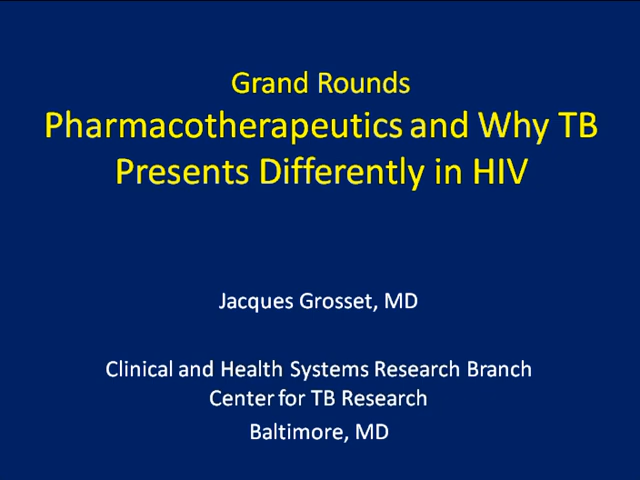 Grand Rounds
Pharmacotherapeutics and Why TB
Presents Differently in HIV
Jacques Grosset, MD
Clinical and Health Systems Research Branch
Center for TB Research
Baltimore, MD